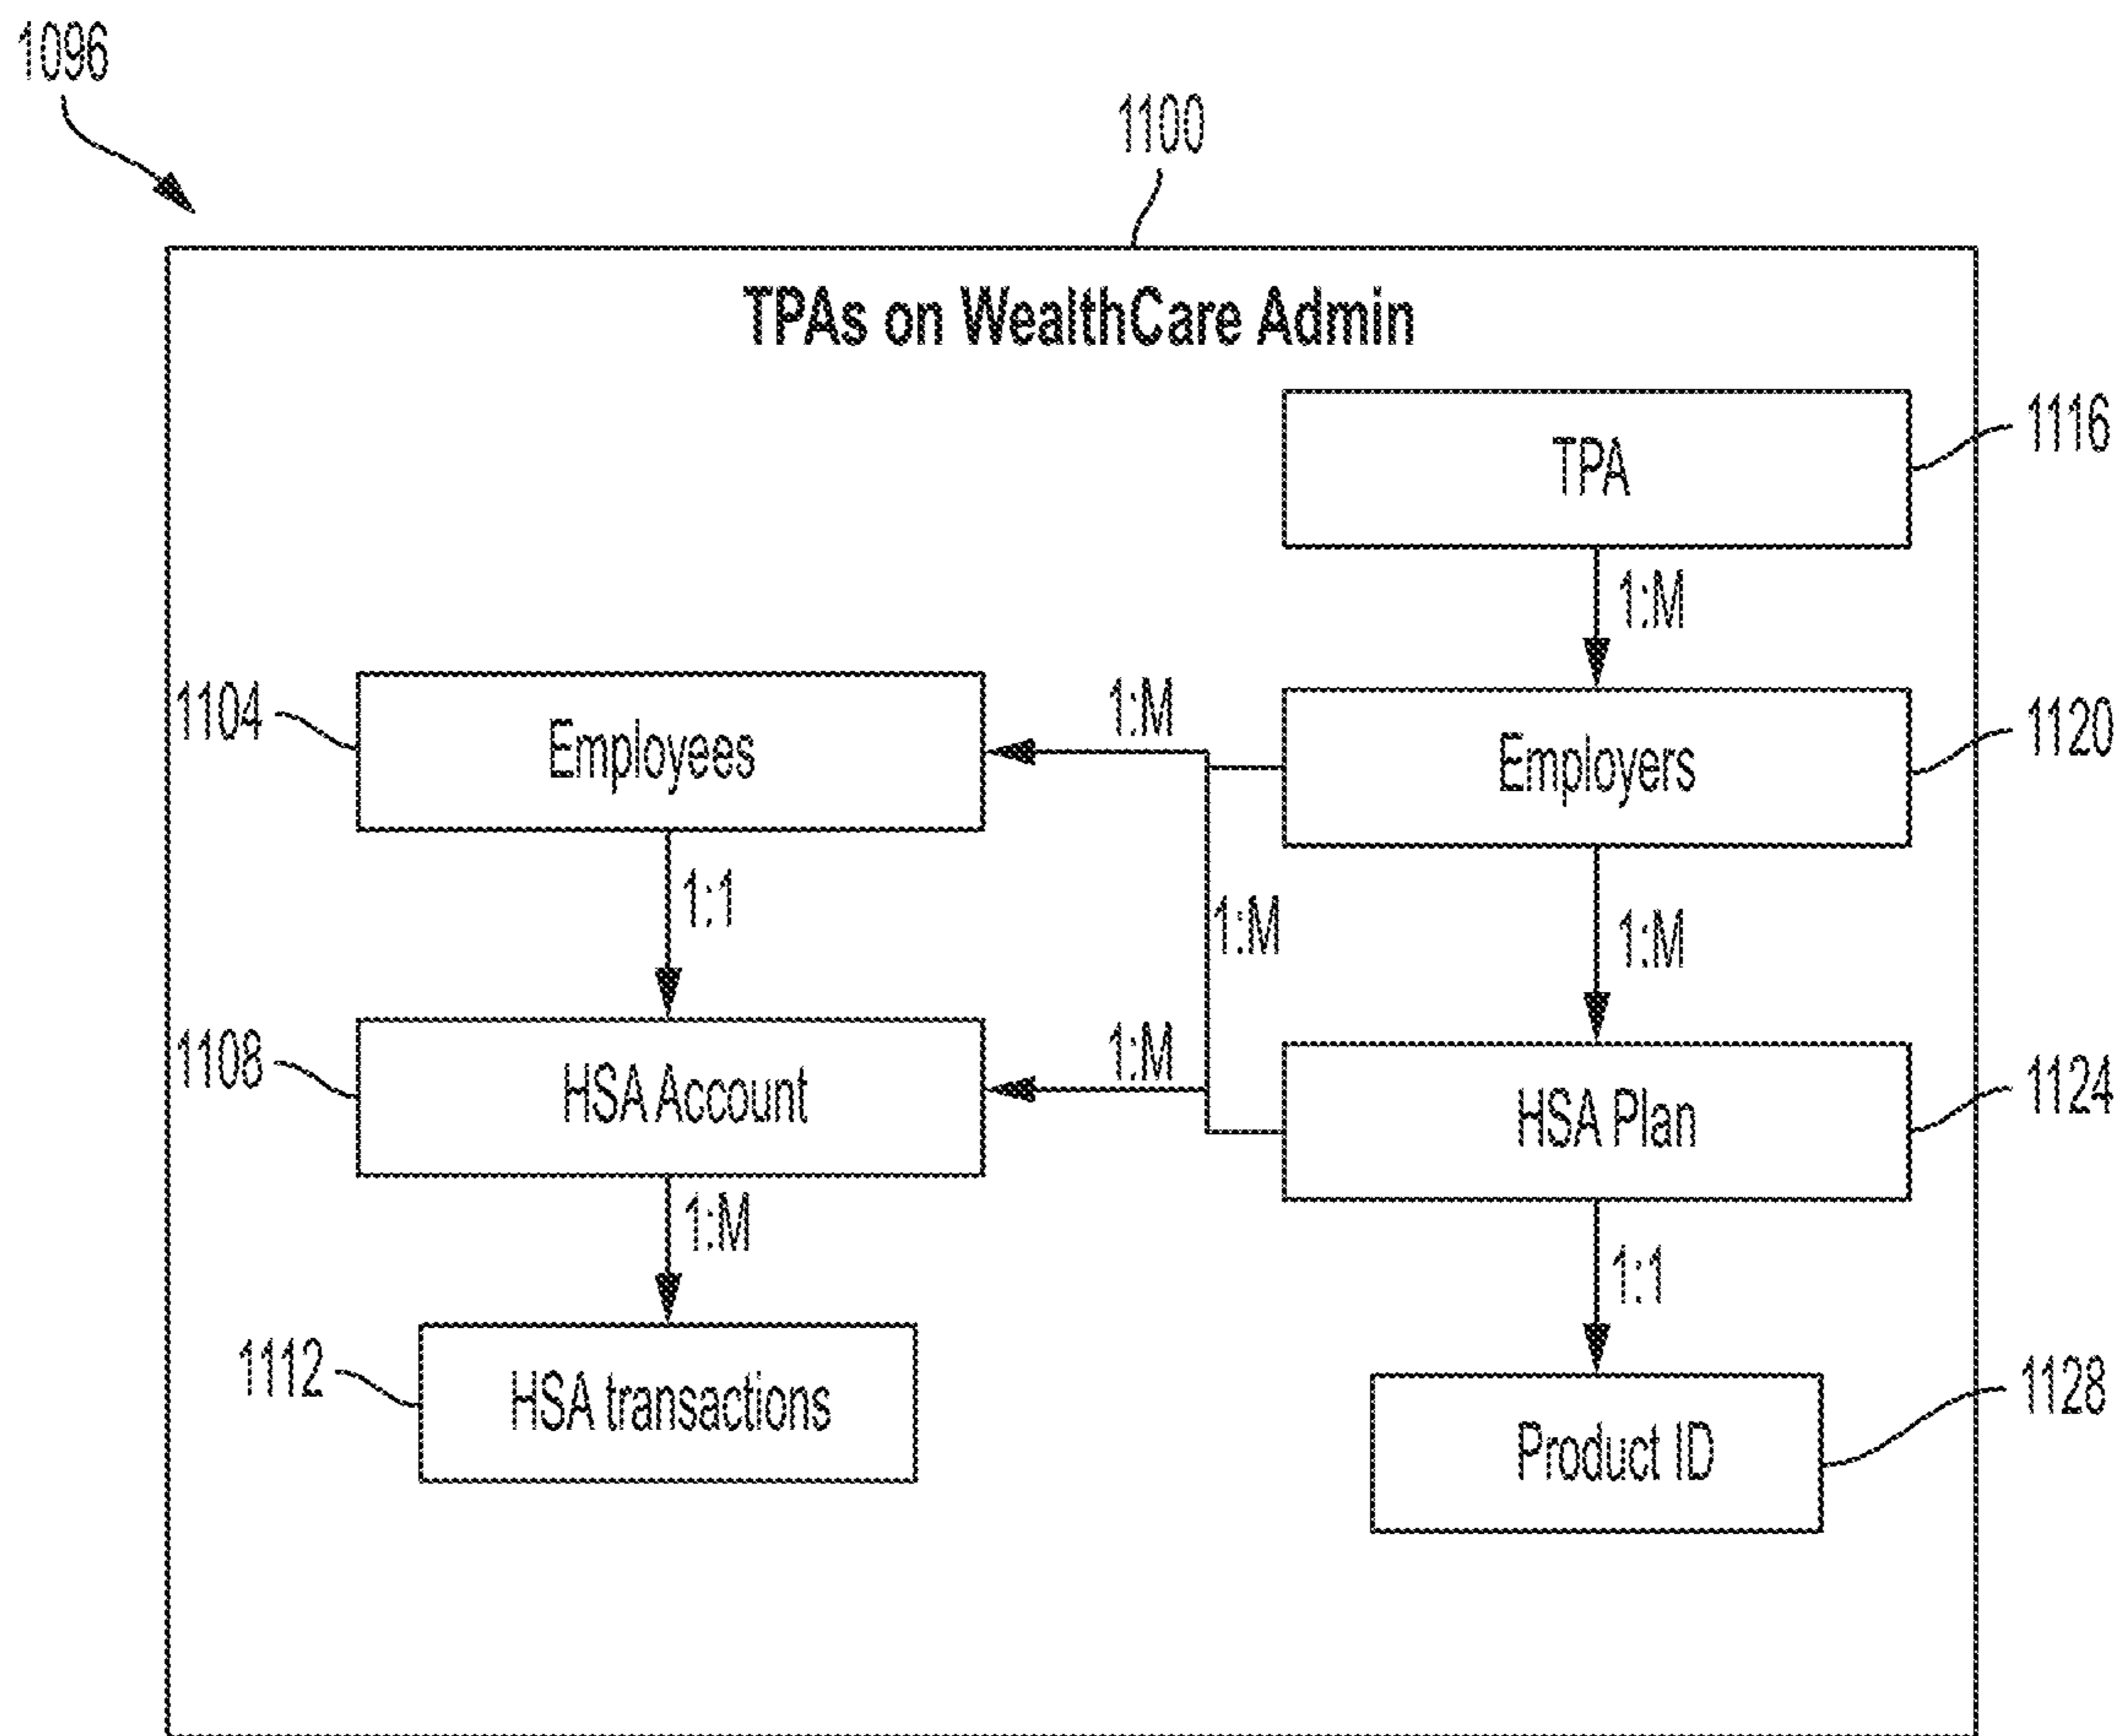 1096
1100
TPAs on WealthCare Admin
TPA
1116
1:M
1104
Employees
1:M
Employers
1120
1:1
1:M
1:M
1108
HSA Account
1:M
HSA Plan
1124
1:M
1:1
1112
HSA transactions
Product ID
1128